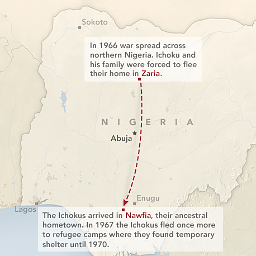 Sokoto
In 1966 war spread across
northern Nigeria. Ichoku and
his family were forced to flee
their home in Zaria.
NIGERIA
Abuja
Enugu
Lagos
The Ichokus arrived in Nawfia, their ancestral
hometown. In 1967 the Ichokus fled once more
to refugee camps where they found temporary
shelter until 1970.